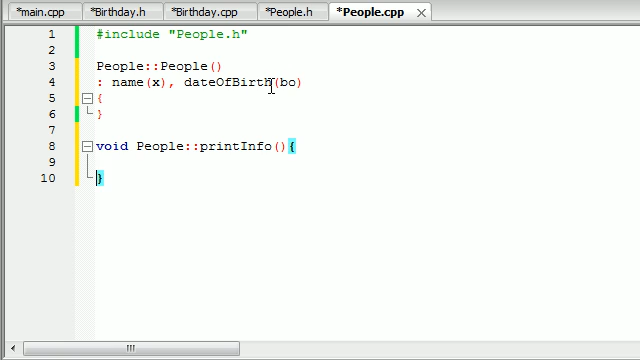 *main.cpp *Birthday.h *Birthday.cpp *People.h *People.cpp
1 #include "People.h"
2
3 People::People()
4 : name(x), dateOfBirth(bo)
5 {
6 }
7
8 void People::printInfo(){
9
10 }